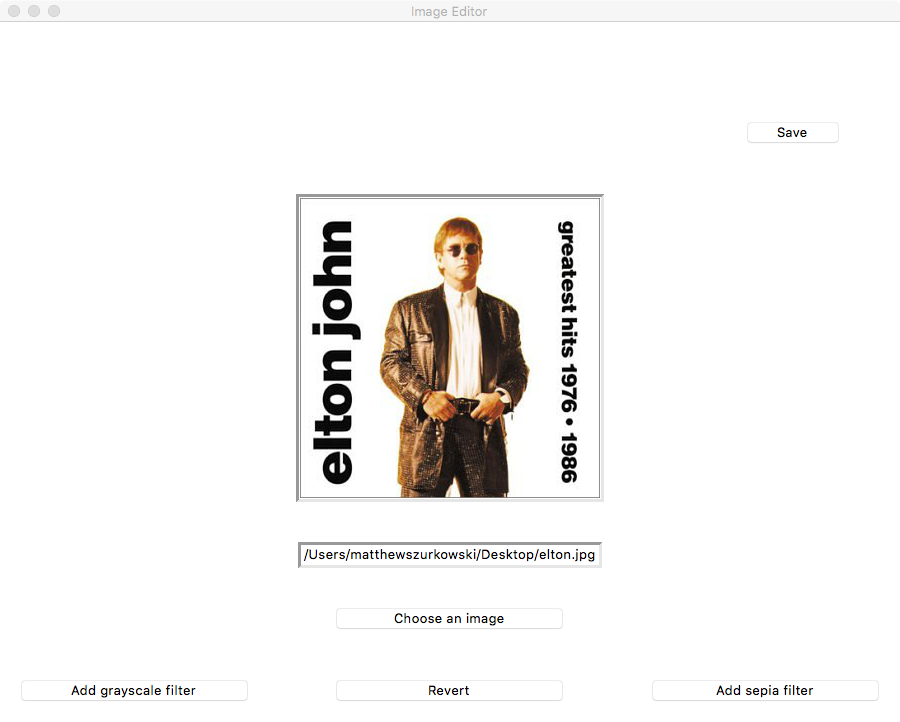 Image Editor
Save
elton john
greatest hits 1976 • 1986
/Users/matthewszurkowski/Desktop/elton.jpg
Choose an image
Add grayscale filter
Revert
Add sepia filter